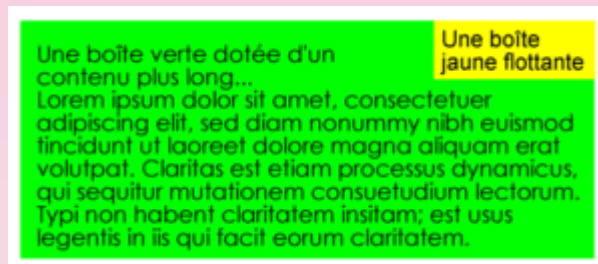 Une boîte verte dotée d'un
contenu plus long...
Lorem ipsum dolor sit amet, consectetuer
adipiscing elit, sed diam nonummy nibh euismod
tincidunt ut laoreet dolore magna aliquam erat
volutpat. Claritas est etiam processus dynamicus,
qui sequitur mutationem consuetudium lectorum.
Typi non habent claritatem insitam; est usus
legentis in iis qui facit eorum claritatem.
Une boîte
jaune flottante